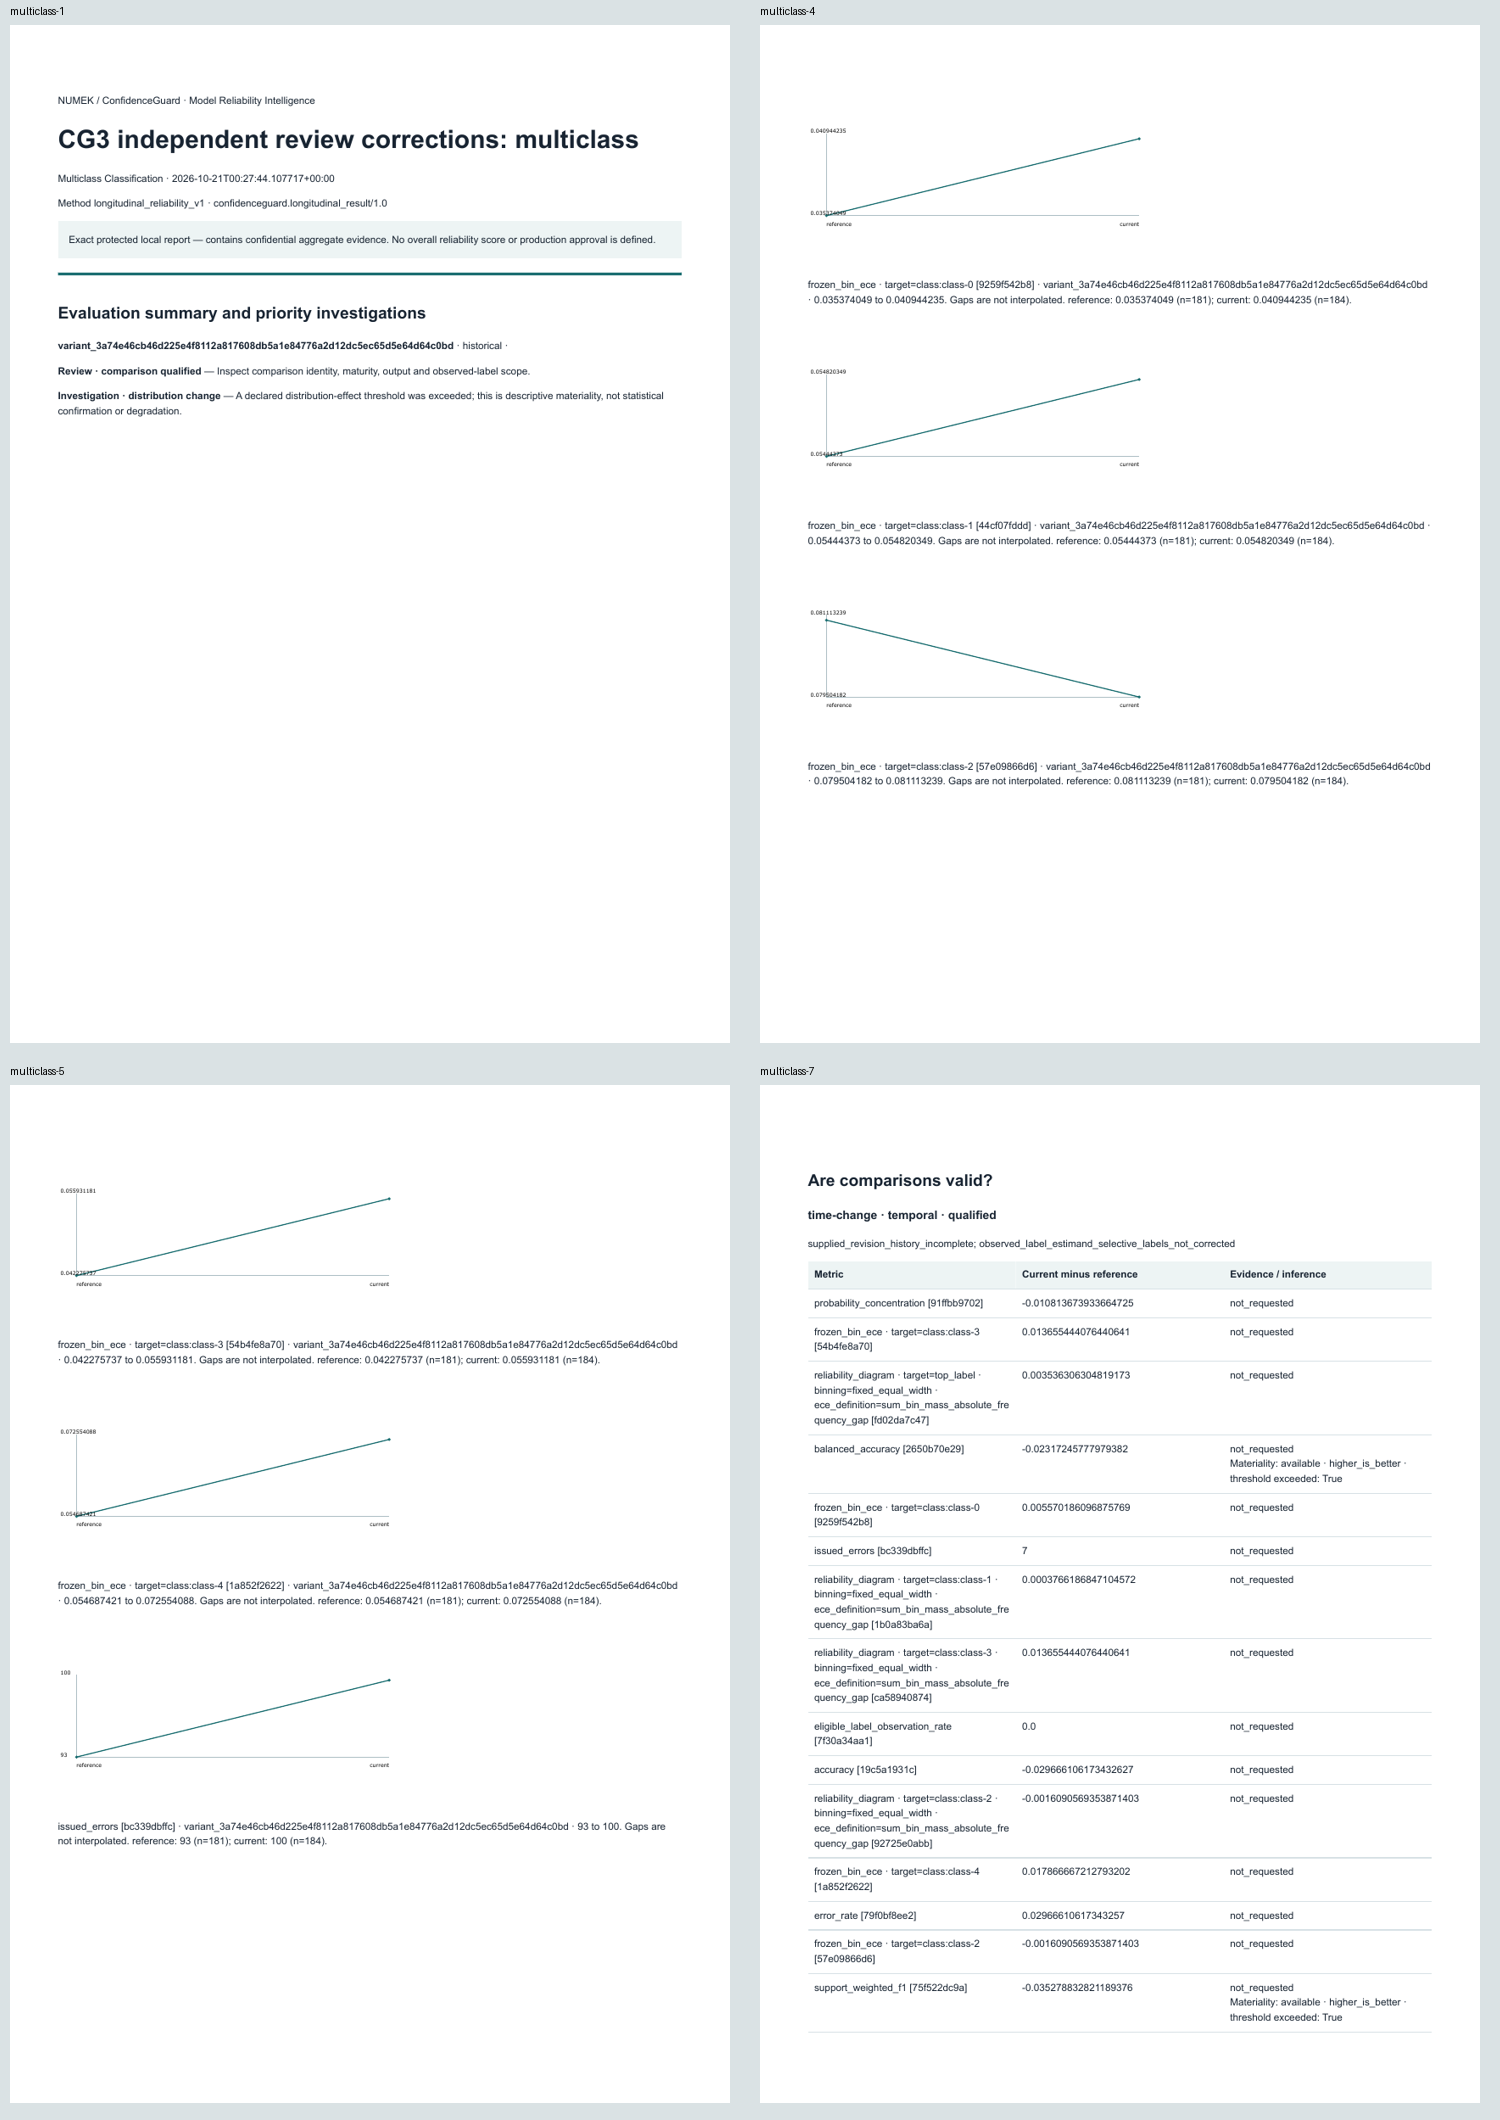 multiclass-1
NUMEK / ConfidenceGuard · Model Reliability Intelligence
CG3 independent review corrections: multiclass
Multiclass Classification · 2026-10-21T00:27:44.107717+00:00
Method longitudinal_reliability_v1 · confidenceguard.longitudinal_result/1.0
Exact protected local report — contains confidential aggregate evidence. No overall reliability score or production approval is defined.
Evaluation summary and priority investigations
variant_3a74e46cb46d225e4f8112a817608db5a1e84776a2d12dc5ec65d5e64d64c0bd · historical ·
Review · comparison qualified — Inspect comparison identity, maturity, output and observed-label scope.
Investigation · distribution change — A declared distribution-effect threshold was exceeded; this is descriptive materiality, not statistical
confirmation or degradation.
multiclass-4
0.040944235
0.035374049
reference current
frozen_bin_ece · target=class:class-0 [9259f542b8] · variant_3a74e46cb46d225e4f8112a817608db5a1e84776a2d12dc5ec65d5e64d64c0bd
· 0.035374049 to 0.040944235. Gaps are not interpolated. reference: 0.035374049 (n=181); current: 0.040944235 (n=184).
0.054820349
0.05444373
reference current
frozen_bin_ece · target=class:class-1 [44cf07fddd] · variant_3a74e46cb46d225e4f8112a817608db5a1e84776a2d12dc5ec65d5e64d64c0bd ·
0.05444373 to 0.054820349. Gaps are not interpolated. reference: 0.05444373 (n=181); current: 0.054820349 (n=184).
0.081113239
0.079504182
reference current
frozen_bin_ece · target=class:class-2 [57e09866d6] · variant_3a74e46cb46d225e4f8112a817608db5a1e84776a2d12dc5ec65d5e64d64c0bd
· 0.079504182 to 0.081113239. Gaps are not interpolated. reference: 0.081113239 (n=181); current: 0.079504182 (n=184).
multiclass-5
0.055931181
0.042275737
reference current
frozen_bin_ece · target=class:class-3 [54b4fe8a70] · variant_3a74e46cb46d225e4f8112a817608db5a1e84776a2d12dc5ec65d5e64d64c0bd
· 0.042275737 to 0.055931181. Gaps are not interpolated. reference: 0.042275737 (n=181); current: 0.055931181 (n=184).
0.072554088
0.054687421
reference current
frozen_bin_ece · target=class:class-4 [1a852f2622] · variant_3a74e46cb46d225e4f8112a817608db5a1e84776a2d12dc5ec65d5e64d64c0bd
· 0.054687421 to 0.072554088. Gaps are not interpolated. reference: 0.054687421 (n=181); current: 0.072554088 (n=184).
100
93
reference current
issued_errors [bc339dbffc] · variant_3a74e46cb46d225e4f8112a817608db5a1e84776a2d12dc5ec65d5e64d64c0bd · 93 to 100. Gaps are
not interpolated. reference: 93 (n=181); current: 100 (n=184).
multiclass-7
Are comparisons valid?
time-change · temporal · qualified
supplied_revision_history_incomplete; observed_label_estimand_selective_labels_not_corrected
Metric Current minus reference Evidence / inference
probability_concentration [91ffbb9702] -0.010813673933664725 not_requested
frozen_bin_ece · target=class:class-3 0.013655444076440641 not_requested
[54b4fe8a70]
reliability_diagram · target=top_label · 0.003536306304819173 not_requested
binning=fixed_equal_width ·
ece_definition=sum_bin_mass_absolute_fre
quency_gap [fd02da7c47]
balanced_accuracy [2650b70e29] -0.02317245777979382 not_requested
Materiality: available · higher_is_better ·
threshold exceeded: True
frozen_bin_ece · target=class:class-0 0.005570186096875769 not_requested
[9259f542b8]
issued_errors [bc339dbffc] 7 not_requested
reliability_diagram · target=class:class-1 · 0.0003766186847104572 not_requested
binning=fixed_equal_width ·
ece_definition=sum_bin_mass_absolute_fre
quency_gap [1b0a83ba6a]
reliability_diagram · target=class:class-3 · 0.013655444076440641 not_requested
binning=fixed_equal_width ·
ece_definition=sum_bin_mass_absolute_fre
quency_gap [ca58940874]
eligible_label_observation_rate 0.0 not_requested
[7f30a34aa1]
accuracy [19c5a1931c] -0.029666106173432627 not_requested
reliability_diagram · target=class:class-2 · -0.0016090569353871403 not_requested
binning=fixed_equal_width ·
ece_definition=sum_bin_mass_absolute_fre
quency_gap [92725e0abb]
frozen_bin_ece · target=class:class-4 0.017866667212793202 not_requested
[1a852f2622]
error_rate [79f0bf8ee2] 0.02966610617343257 not_requested
frozen_bin_ece · target=class:class-2 -0.0016090569353871403 not_requested
[57e09866d6]
support_weighted_f1 [75f522dc9a] -0.035278832821189376 not_requested
Materiality: available · higher_is_better ·
threshold exceeded: True